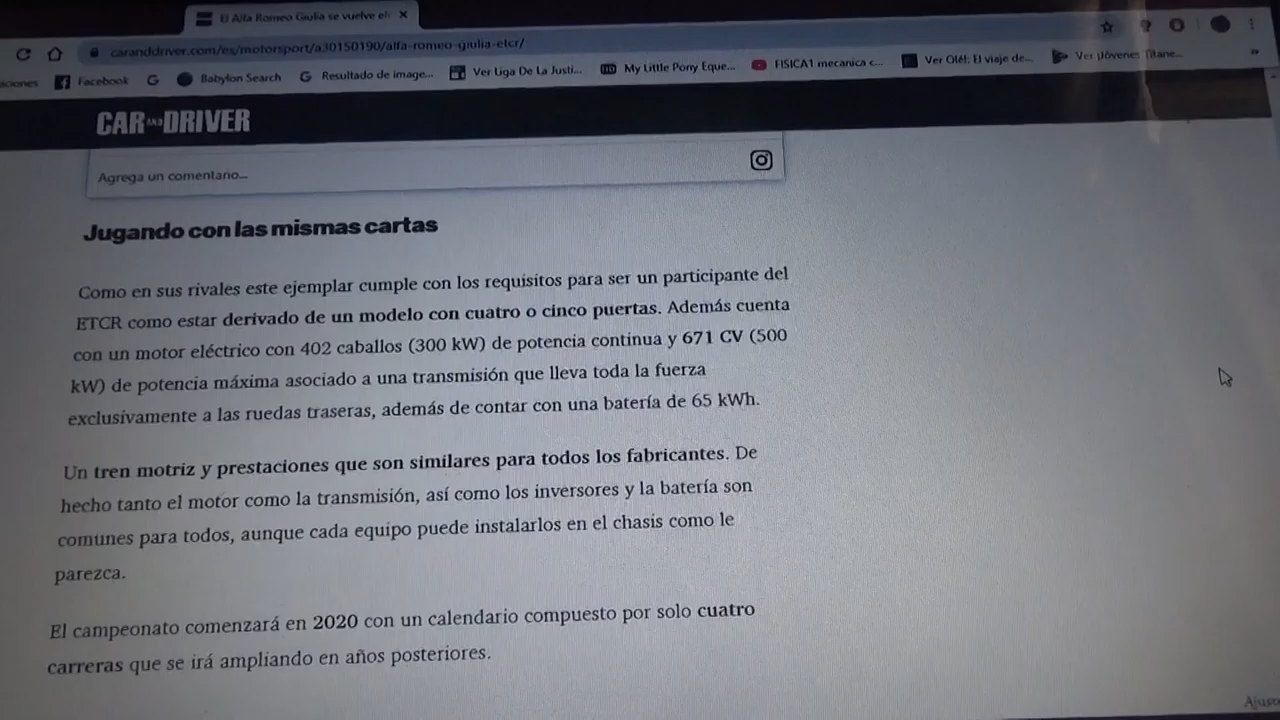 El Alfa Romeo Giulia se vuelve elé
caranddriver.com/es/motorsport/a30150190/alfa-romeo-giulia-etcr/
aciones Facebook G Babylon Search G Resultado de image... Ver Liga De La Justi... HD My Little Pony Eque... FISICA1 mecanica c... Ver Olé!: El viaje de... Ver Jóvenes Titane... »
CAR AND DRIVER
Agrega un comentario...
Jugando con las mismas cartas
Como en sus rivales este ejemplar cumple con los requisitos para ser un participante del
ETCR como estar derivado de un modelo con cuatro o cinco puertas. Además cuenta
con un motor eléctrico con 402 caballos (300 kW) de potencia continua y 671 CV (500
kW) de potencia máxima asociado a una transmisión que lleva toda la fuerza
exclusivamente a las ruedas traseras, además de contar con una batería de 65 kWh.
Un tren motriz y prestaciones que son similares para todos los fabricantes. De
hecho tanto el motor como la transmisión, así como los inversores y la batería son
comunes para todos, aunque cada equipo puede instalarlos en el chasis como le
parezca.
El campeonato comenzará en 2020 con un calendario compuesto por solo cuatro
carreras que se irá ampliando en años posteriores.